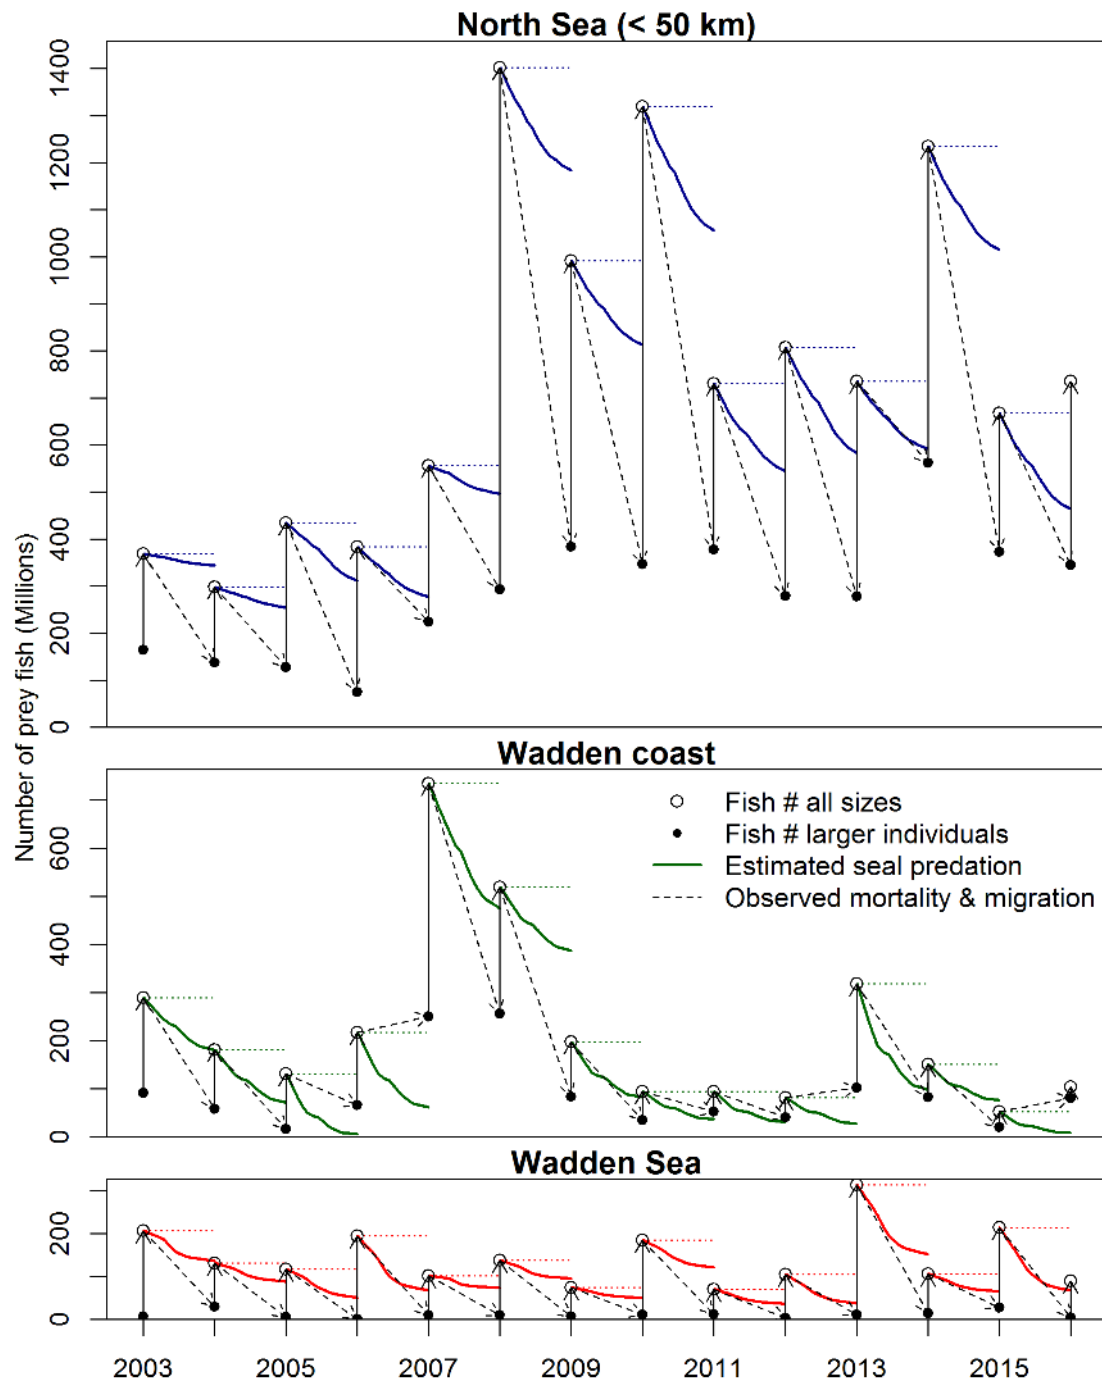 North Sea (< 50 km)
1400
1200
1000
800
600
400
200
0
Number of prey fish (Millions)
Wadden coast
600
400
200
0
Fish # all sizes
Fish # larger individuals
Estimated seal predation
Observed mortality & migration
Wadden Sea
200
0
2003 2005 2007 2009 2011 2013 2015